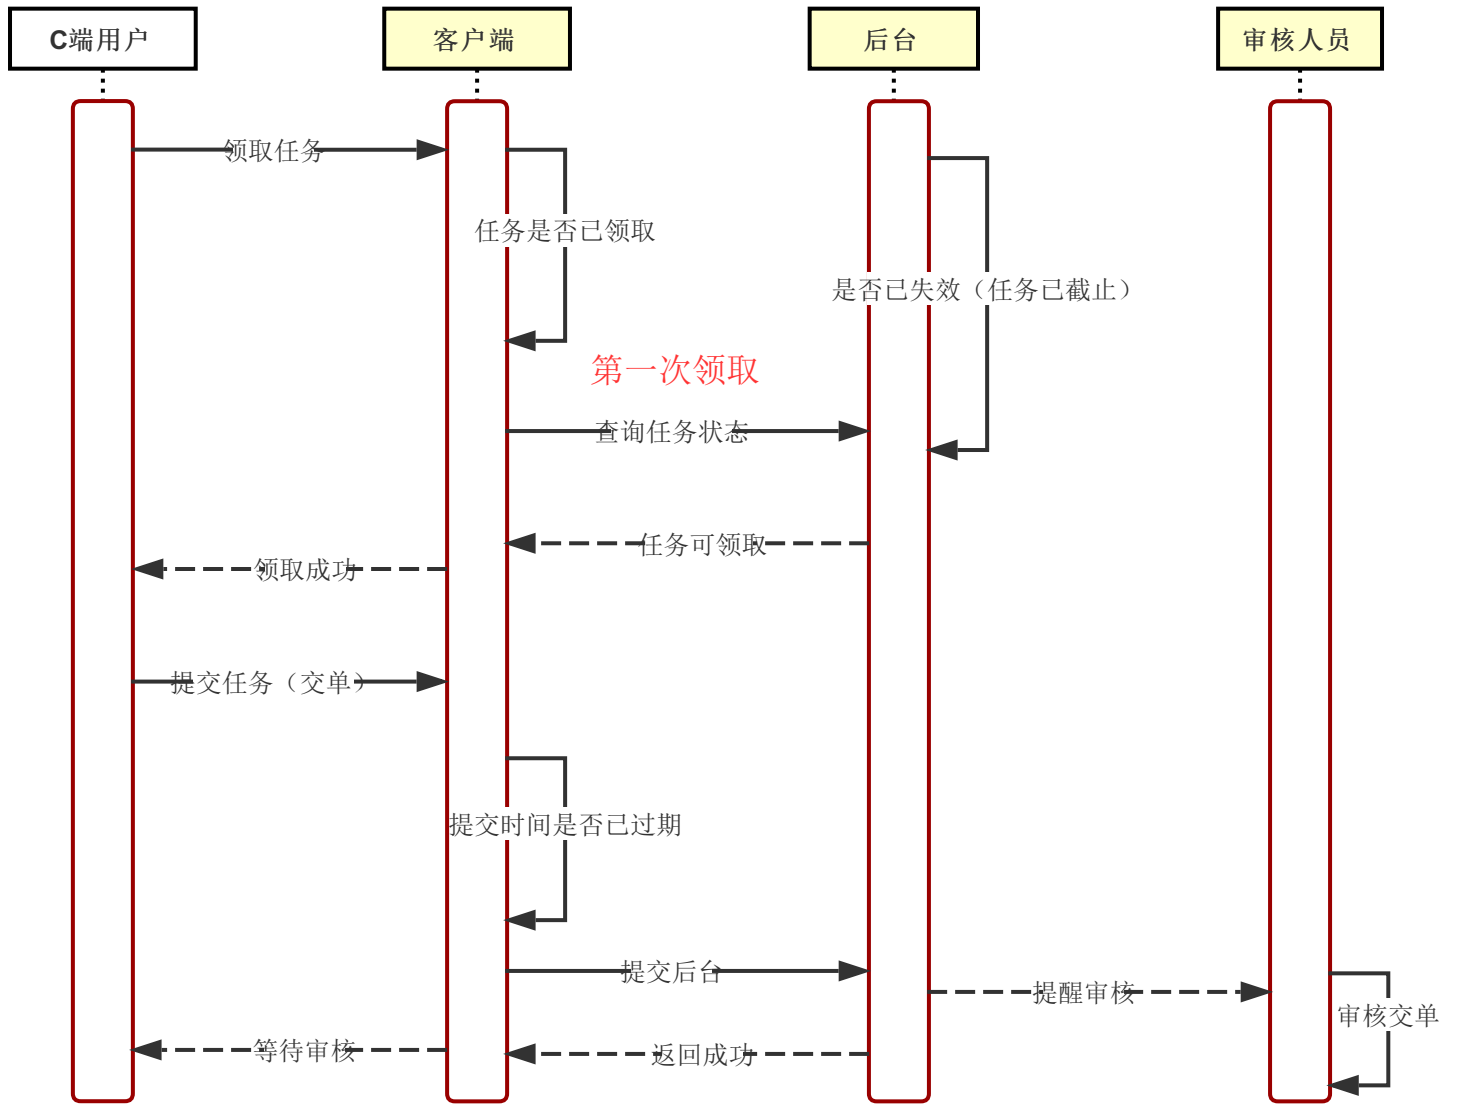 C端用户
客户端
后台
审核人员
领取任务
任务是否已领取
是否已失效（任务已截止）
第一次领取
查询任务状态
任务可领取
领取成功
提交任务（交单）
提交时间是否已过期
提交后台
提醒审核
审核交单
等待审核
返回成功